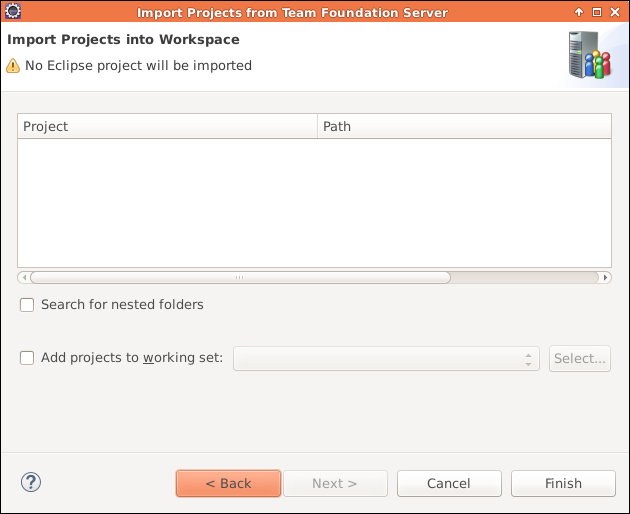 Import Projects from Team Foundation Server
Import Projects into Workspace
No Eclipse project will be imported
Project Path
Search for nested folders
Add projects to working set: Select...
? < Back Next > Cancel Finish